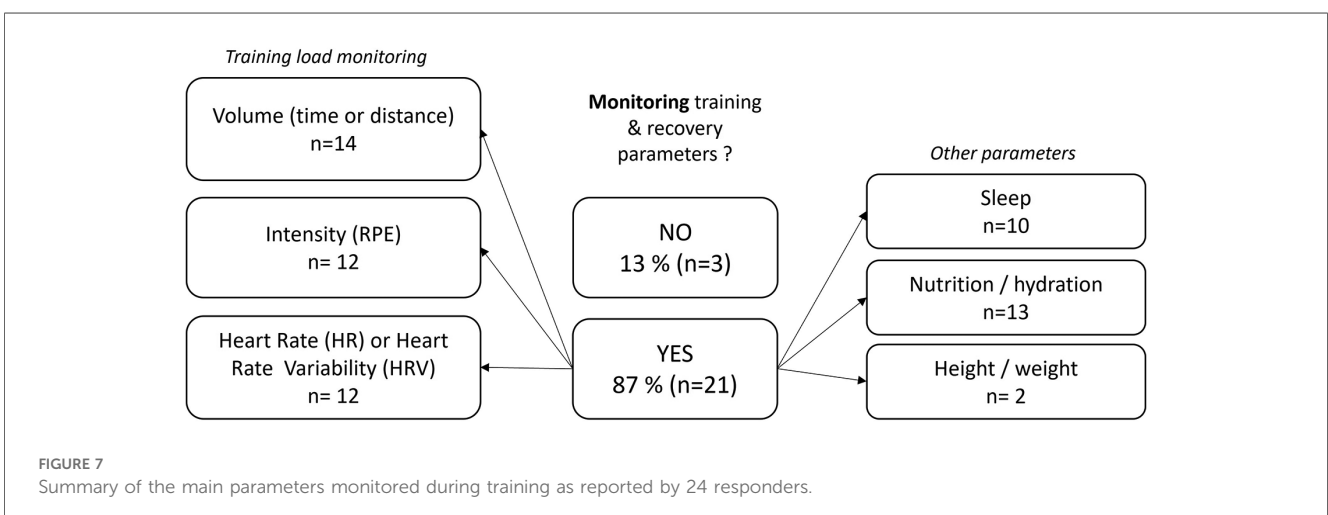 Training load monitoring
Volume (time or distance)
n=14
Intensity (RPE)
n= 12
Heart Rate (HR) or Heart
Rate Variability (HRV)
n= 12
Monitoring training
& recovery
parameters ?
NO
13 % (n=3)
YES
87 % (n=21)
Other parameters
Sleep
n=10
Nutrition / hydration
n=13
Height / weight
n= 2
FIGURE 7
Summary of the main parameters monitored during training as reported by 24 responders.